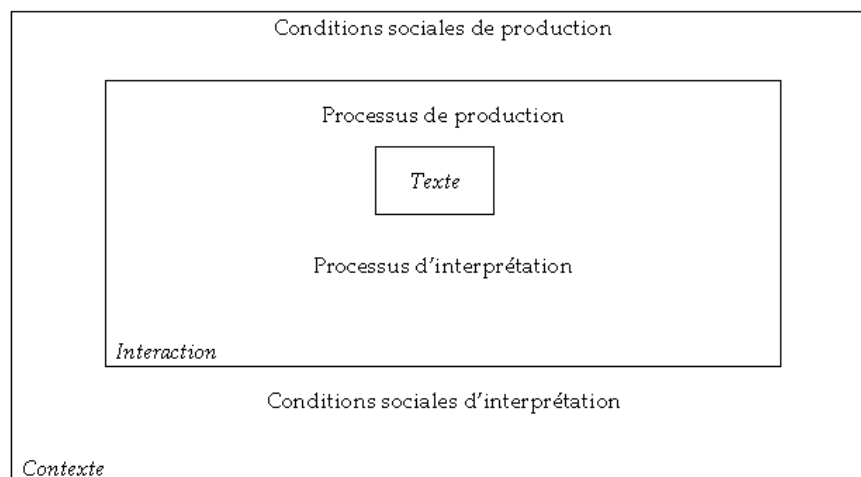 Conditions sociales de production
Processus de production
Texte
Processus d'interprétation
Interaction
Conditions sociales d'interprétation
Contexte